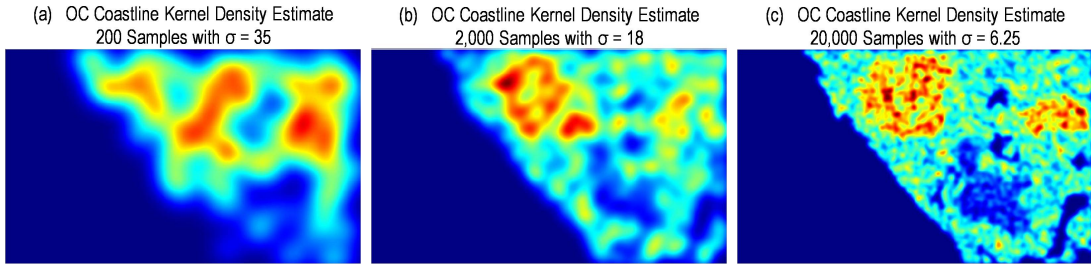 (a) OC Coastline Kernel Density Estimate
200 Samples with σ = 35
(b) OC Coastline Kernel Density Estimate
2,000 Samples with σ = 18
(c) OC Coastline Kernel Density Estimate
20,000 Samples with σ = 6.25